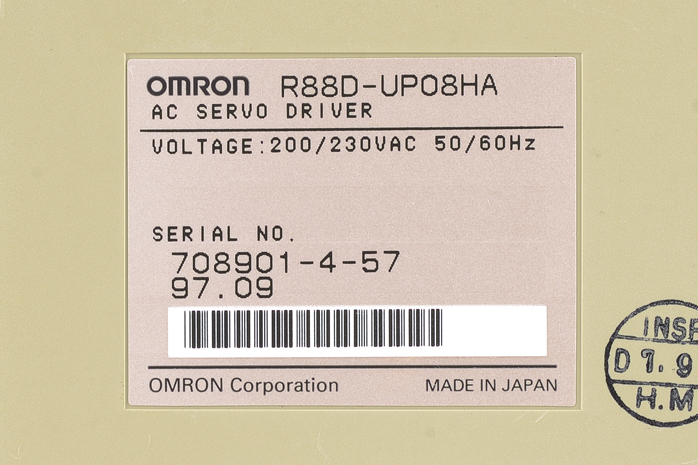 OMRON R88D-UP08HA
AC SERVO DRIVER
VOLTAGE:200/230VAC 50/60Hz
SERIAL NO.
708901-4-57
97.09
OMRON Corporation MADE IN JAPAN
H.M